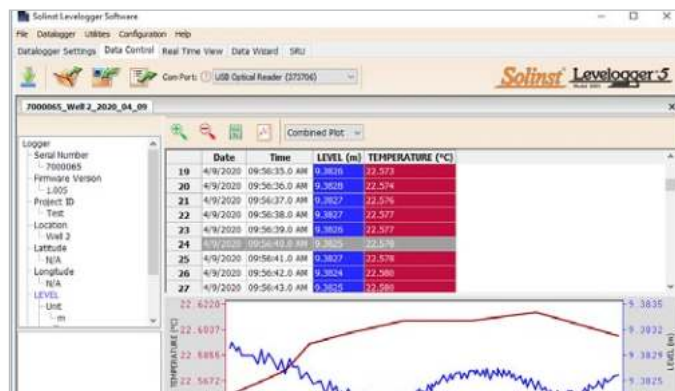 Solinst Levelogger Software
File Datalogger Utilities Configuration Help
Datalogger Settings Data Control Real Time View Data Wizard SRU
Com Port: USB Optical Reader (373706)
Solinst Levelogger 5
7000065_Well 2_2020_04_09
Combined Plot
Logger
Serial Number
7000065
Firmware Version
1.005
Project ID
Test
Location
Well 2
Latitude
N/A
Longitude
N/A
LEVEL
Unit
m
Date Time LEVEL (m) TEMPERATURE (°C)
19 4/9/2020 09:56:35.0 AM 9.3826 22.573
20 4/9/2020 09:56:36.0 AM 9.3828 22.574
21 4/9/2020 09:56:37.0 AM 9.3827 22.576
22 4/9/2020 09:56:38.0 AM 9.3827 22.577
23 4/9/2020 09:56:39.0 AM 9.3826 22.577
24 4/9/2020 09:56:40.0 AM 9.3825 22.578
25 4/9/2020 09:56:41.0 AM 9.3827 22.578
26 4/9/2020 09:56:42.0 AM 9.3824 22.580
27 4/9/2020 09:56:43.0 AM 9.3825 22.580
TEMPERATURE (°C)
22.6220
22.6037
22.5672
9.3835
9.3832
9.3829
9.3825
LEVEL (m)